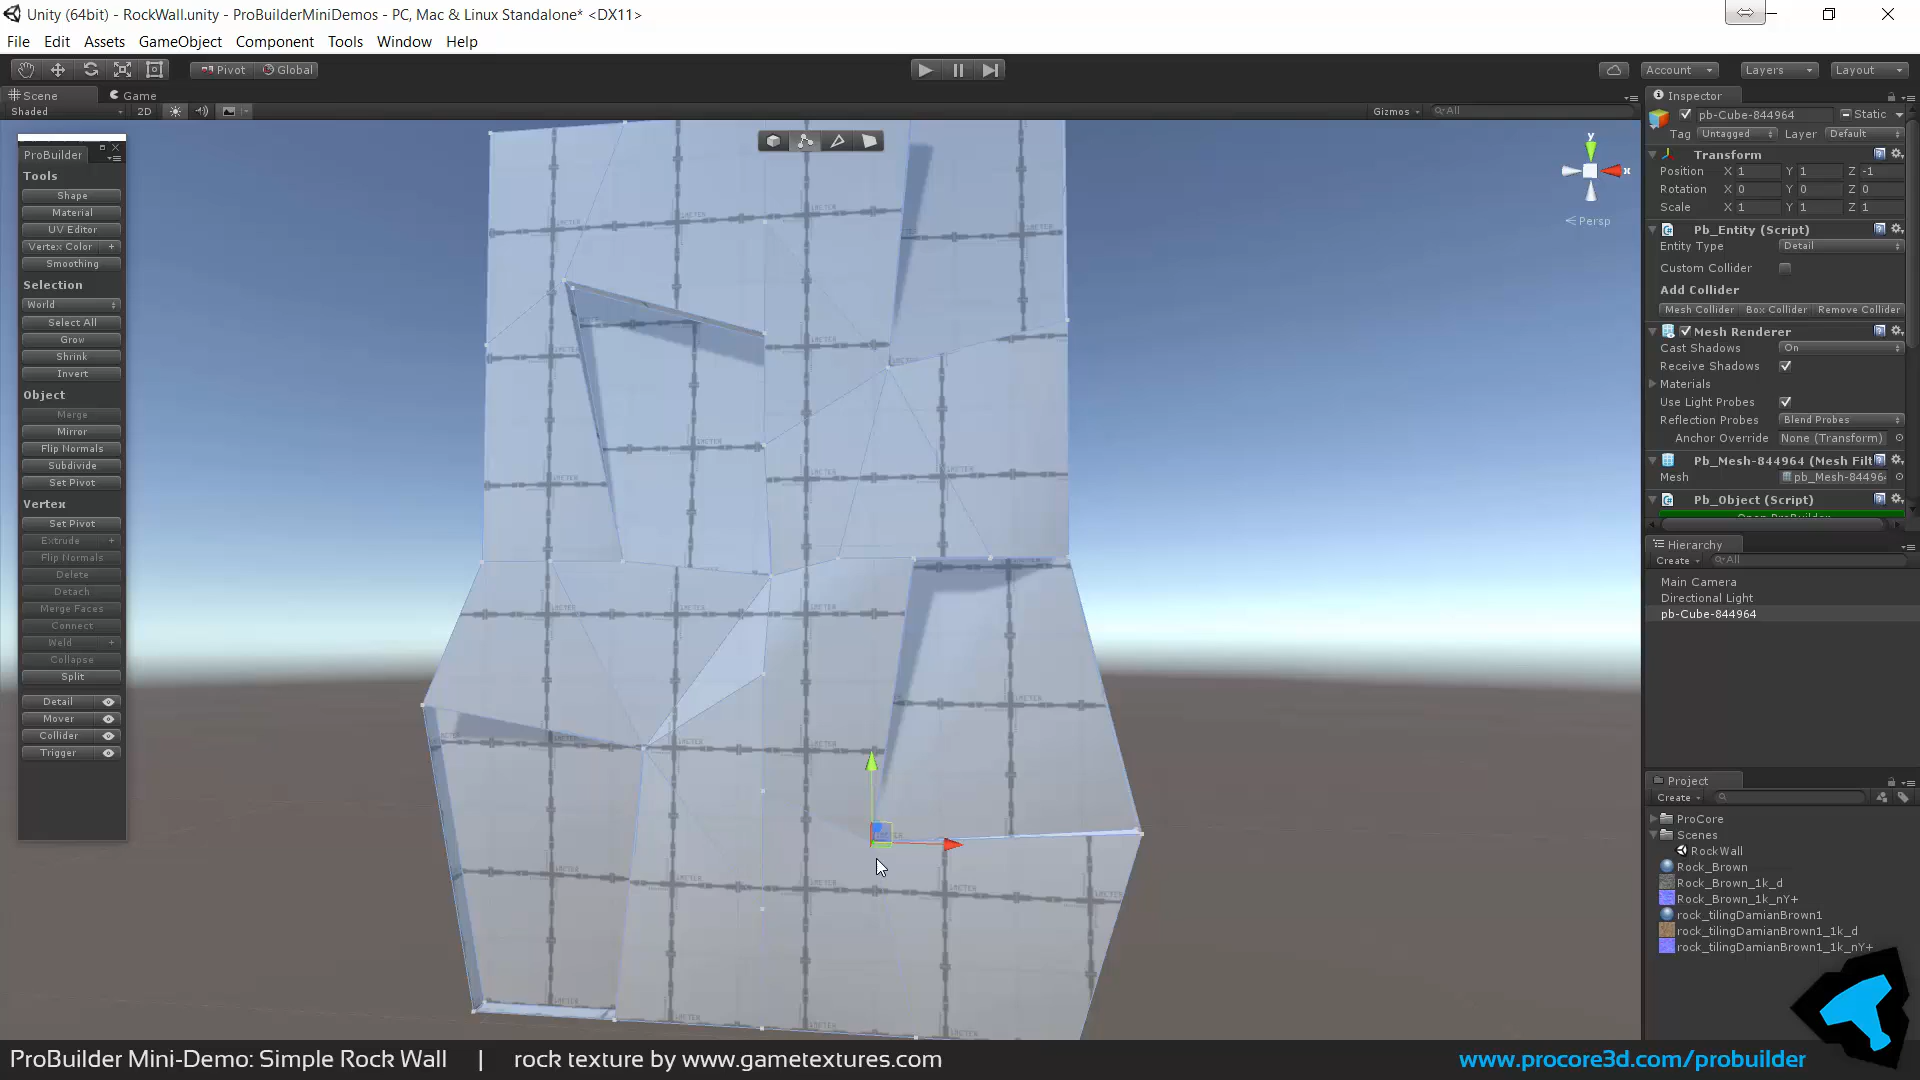 Unity (64bit) - RockWall.unity - ProBuilderMiniDemos - PC, Mac & Linux Standalone* <DX11>
File Edit Assets GameObject Component Tools Window Help
Pivot Global Account Layers Layout
Scene Game
Shaded 2D Gizmos All
ProBuilder
Tools
Shape
Material
UV Editor
Vertex Color +
Smoothing
Selection
World
Select All
Grow
Shrink
Invert
Object
Merge
Mirror
Flip Normals
Subdivide
Set Pivot
Vertex
Set Pivot
Extrude +
Flip Normals
Delete
Detach
Merge Faces
Connect
Weld +
Collapse
Split
Detail
Mover
Collider
Trigger
y
x
Persp
Inspector
pb-Cube-844964 Static
Tag Untagged Layer Default
Transform
Position X 1 Y 1 Z -1
Rotation X 0 Y 0 Z 0
Scale X 1 Y 1 Z 1
Pb_Entity (Script)
Entity Type Detail
Custom Collider
Add Collider
Mesh Collider Box Collider Remove Collider
Mesh Renderer
Cast Shadows On
Receive Shadows
Materials
Use Light Probes
Reflection Probes Blend Probes
Anchor Override None (Transform)
Pb_Mesh-844964 (Mesh Filt
Mesh pb_Mesh-84496
Pb_Object (Script)
Open ProBuilder
Hierarchy
Create All
Main Camera
Directional Light
pb-Cube-844964
Project
Create
ProCore
Scenes
RockWall
Rock_Brown
Rock_Brown_1k_d
Rock_Brown_1k_nY+
rock_tilingDamianBrown1
rock_tilingDamianBrown1_1k_d
rock_tilingDamianBrown1_1k_nY+
ProBuilder Mini-Demo: Simple Rock Wall | rock texture by www.gametextures.com
www.procore3d.com/probuilder